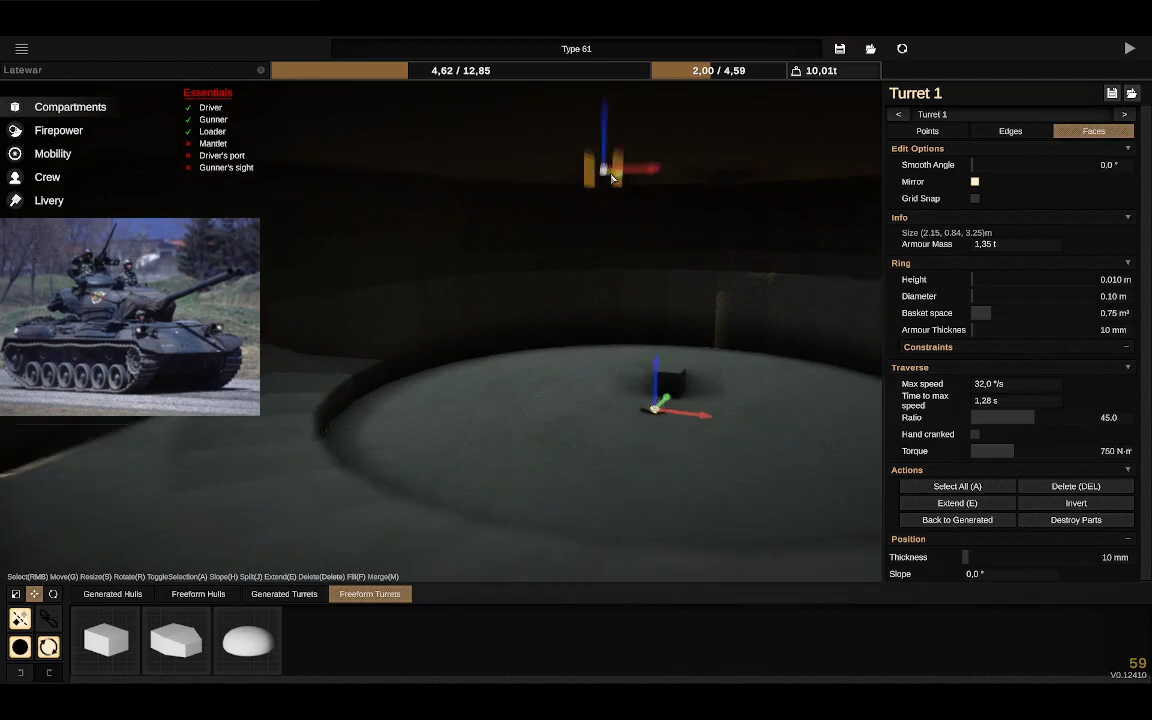 Type 61
Latewar
4,62 / 12,85
2,00 / 4,59
10,01t
Compartments
Firepower
Mobility
Crew
Livery
Essentials
Driver
Gunner
Loader
Mantlet
Driver's port
Gunner's sight
Turret 1
< Turret 1 >
Points Edges Faces
Edit Options
Smooth Angle 0,0 °
Mirror
Grid Snap
Info
Size (2.15, 0.84, 3.25)m
Armour Mass 1,35 t
Ring
Height 0.010 m
Diameter 0.10 m
Basket space 0.75 m³
Armour Thicknes 10 mm
Constraints
Traverse
Max speed 32,0 °/s
Time to max
speed 1,28 s
Ratio 45.0
Hand cranked
Torque 750 N·m
Actions
Select All (A) Delete (DEL)
Extend (E) Invert
Back to Generated Destroy Parts
Position
Thickness 10 mm
Slope 0,0 °
Select(RMB) Move(G) Resize(S) Rotate(R) ToggleSelection(A) Slope(H) Split(J) Extend(E) Delete(Delete) Fill(F) Merge(M)
Generated Hulls Freeform Hulls Generated Turrets Freeform Turrets
59
V0.12410